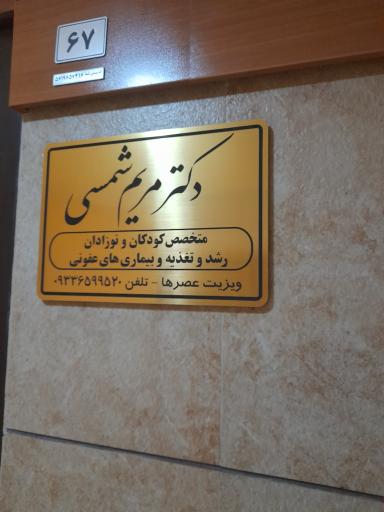 ۶۷
دکتر مریم شمسی
متخصص کودکان و نوزادان
رشد و تغذیه و بیماری های عفونی
ویزیت عصرها - تلفن ۰۹۳۳۶۵۹۹۵۲۰